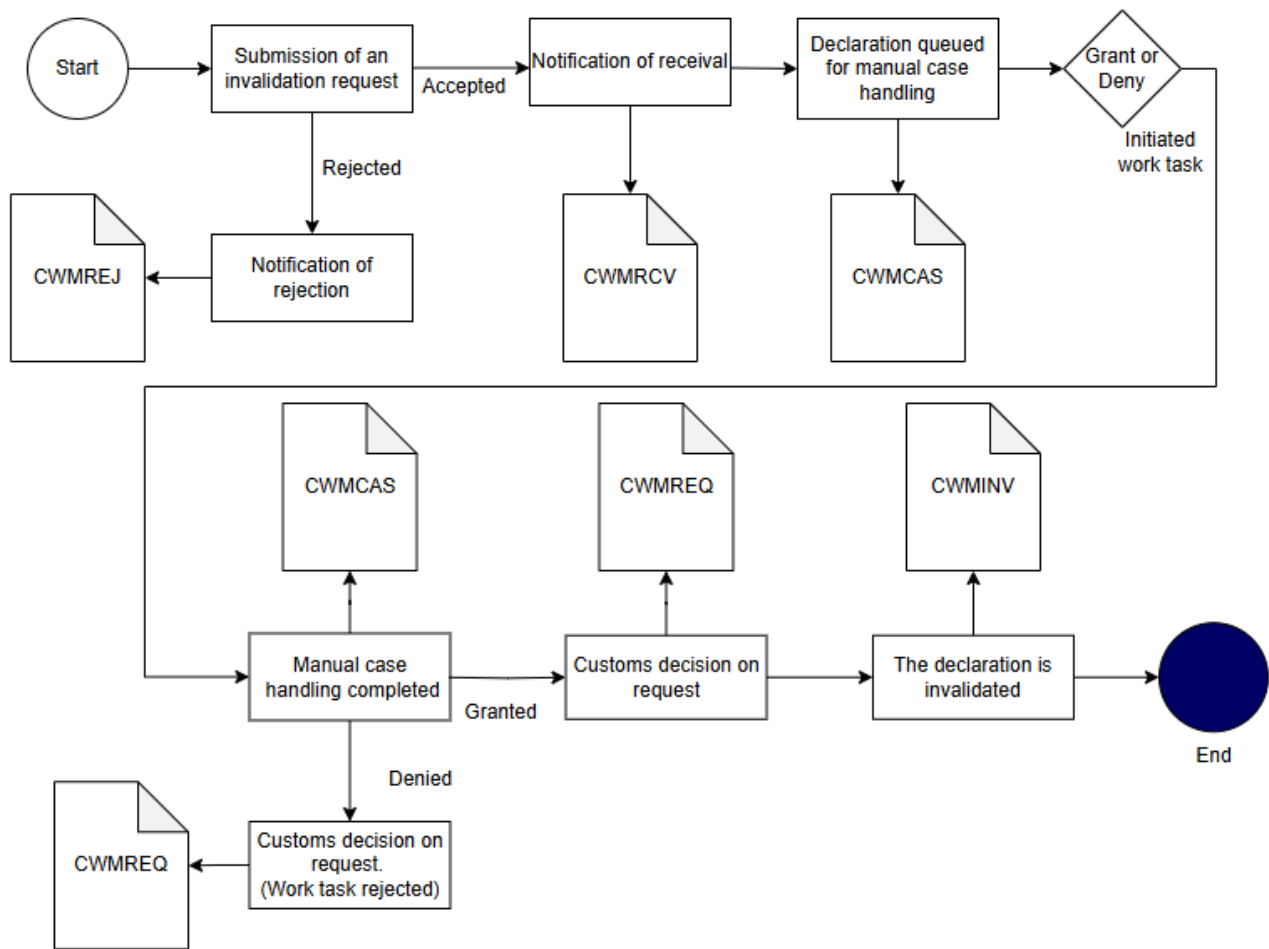 Start
Submission of an
invalidation request
Accepted
Notification of receival
Declaration queued
for manual case
handling
Grant or
Deny
Initiated
work task
Rejected
CWMREJ
Notification of
rejection
CWMRCV
CWMCAS
CWMCAS
CWMREQ
CWMINV
Manual case
handling completed
Granted
Customs decision on
request
The declaration is
invalidated
End
Denied
CWMREQ
Customs decision on
request.
(Work task rejected)